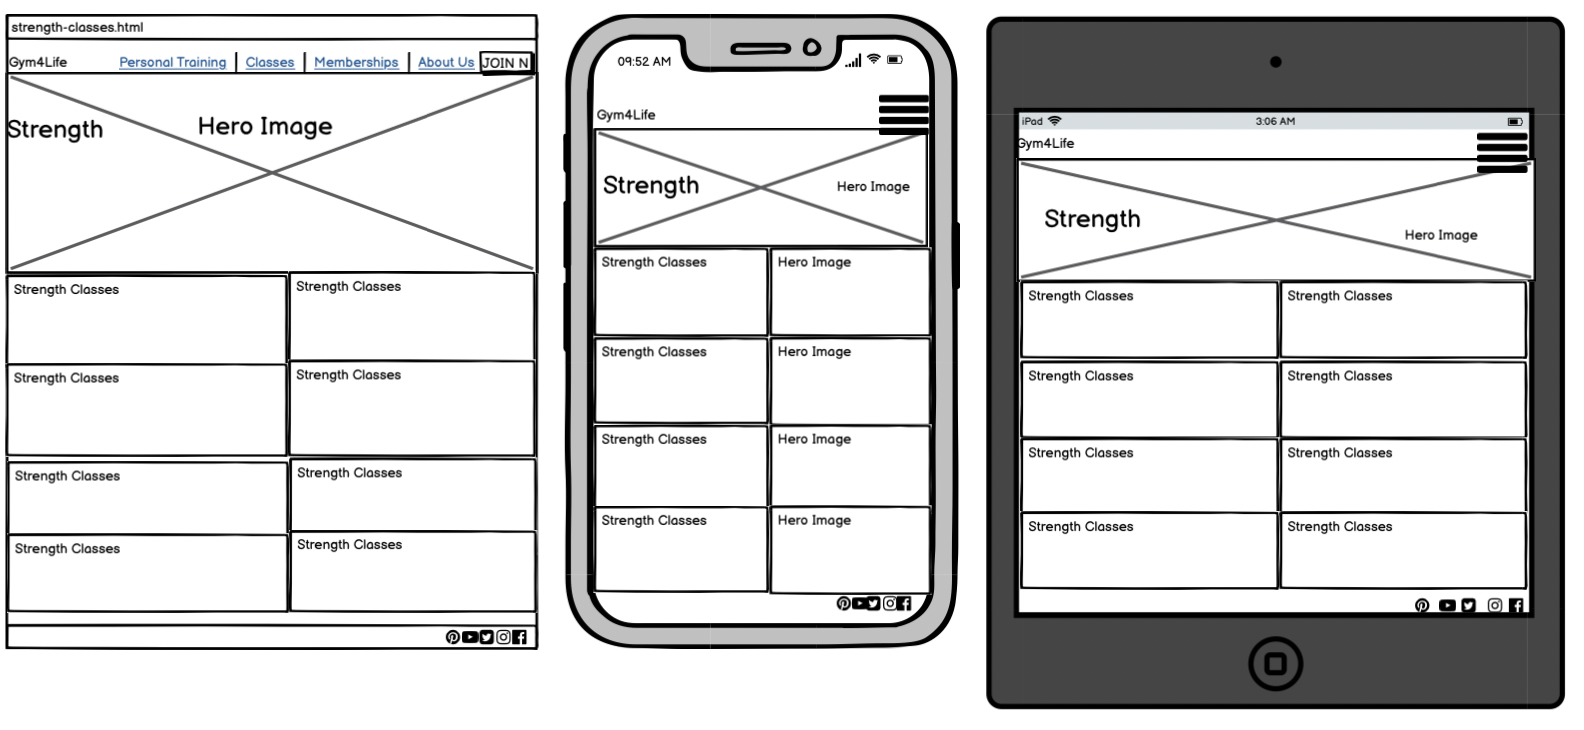 strength-classes.html
Gym4Life Personal Training Classes Memberships About Us JOIN N
Strength Hero Image
Strength Classes Strength Classes
Strength Classes Strength Classes
Strength Classes Strength Classes
Strength Classes Strength Classes
09:52 AM
Gym4Life
Strength Hero Image
Strength Classes Hero Image
Strength Classes Hero Image
Strength Classes Hero Image
Strength Classes Hero Image
iPad 3:06 AM
Gym4Life
Strength
Hero Image
Strength Classes Strength Classes
Strength Classes Strength Classes
Strength Classes Strength Classes
Strength Classes Strength Classes